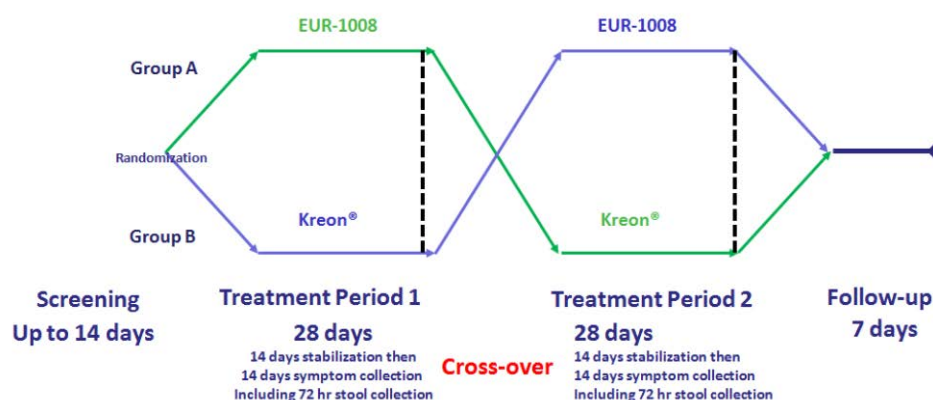 EUR-1008
EUR-1008
Group A
Randomization
Kreon®
Kreon®
Group B
Screening
Up to 14 days
Treatment Period 1
28 days
14 days stabilization then
14 days symptom collection
Including 72 hr stool collection
Cross-over
Treatment Period 2
28 days
14 days stabilization then
14 days symptom collection
Including 72 hr stool collection
Follow-up
7 days